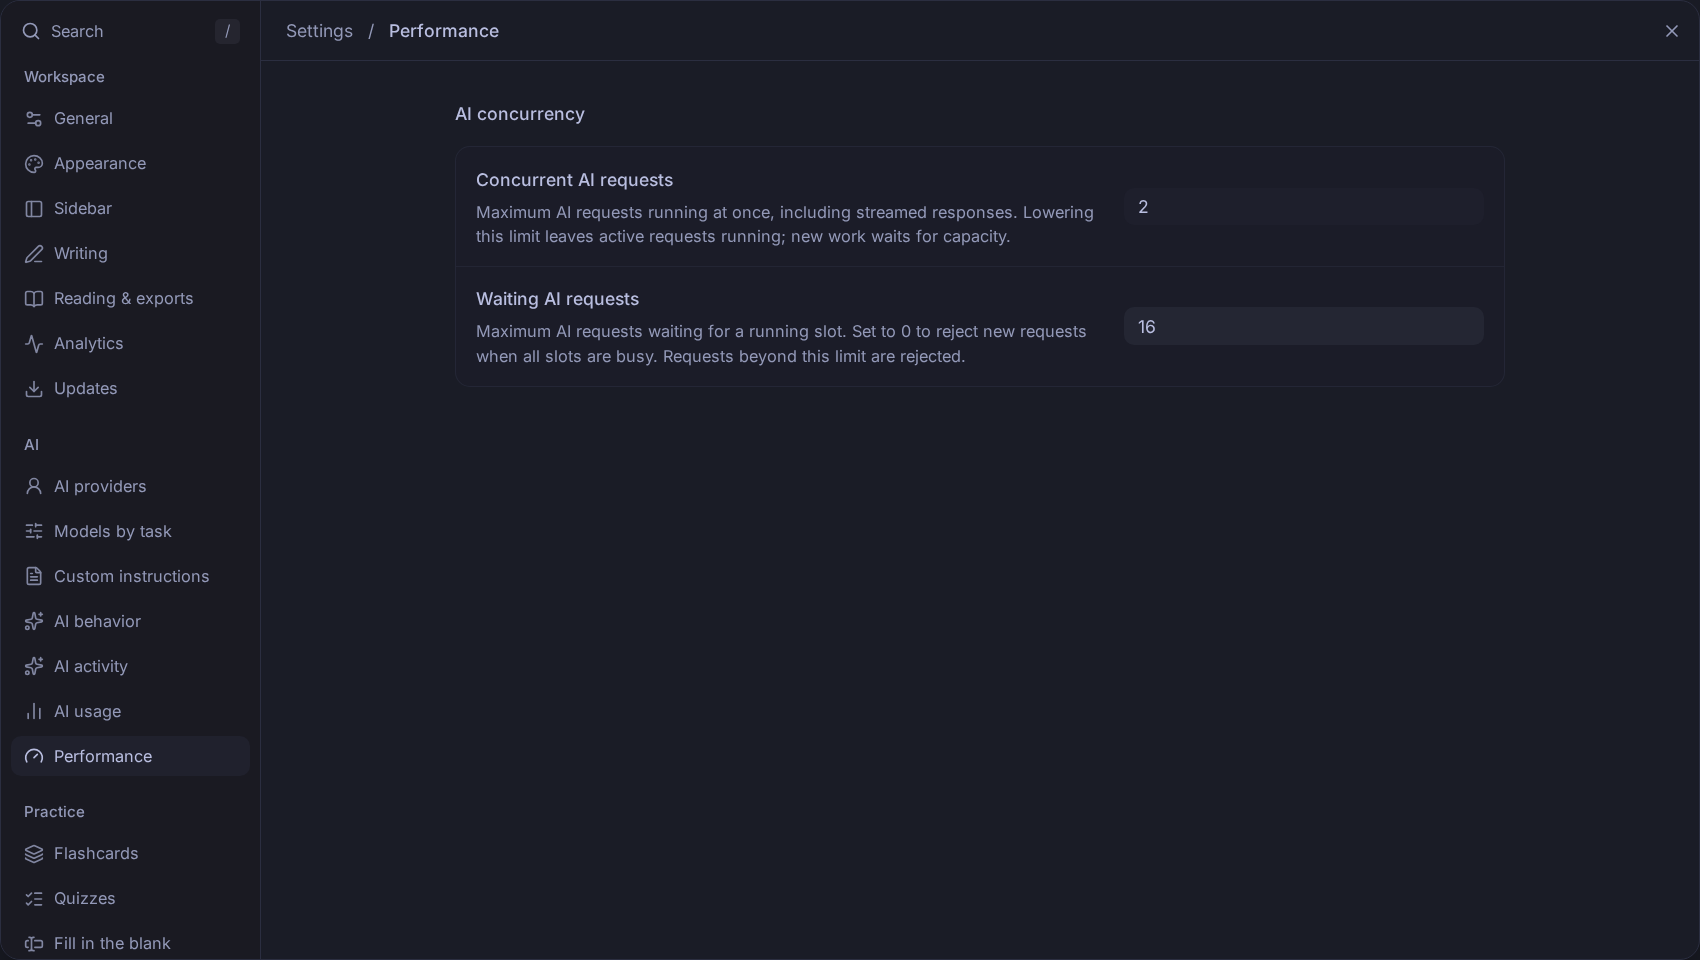 Search
/
Workspace
General
Appearance
Sidebar
Writing
Reading & exports
Analytics
Updates
AI
AI providers
Models by task
Custom instructions
AI behavior
AI activity
AI usage
Performance
Practice
Flashcards
Quizzes
Fill in the blank
Settings / Performance
AI concurrency
Concurrent AI requests
Maximum AI requests running at once, including streamed responses. Lowering
this limit leaves active requests running; new work waits for capacity.
2
Waiting AI requests
Maximum AI requests waiting for a running slot. Set to 0 to reject new requests
when all slots are busy. Requests beyond this limit are rejected.
16